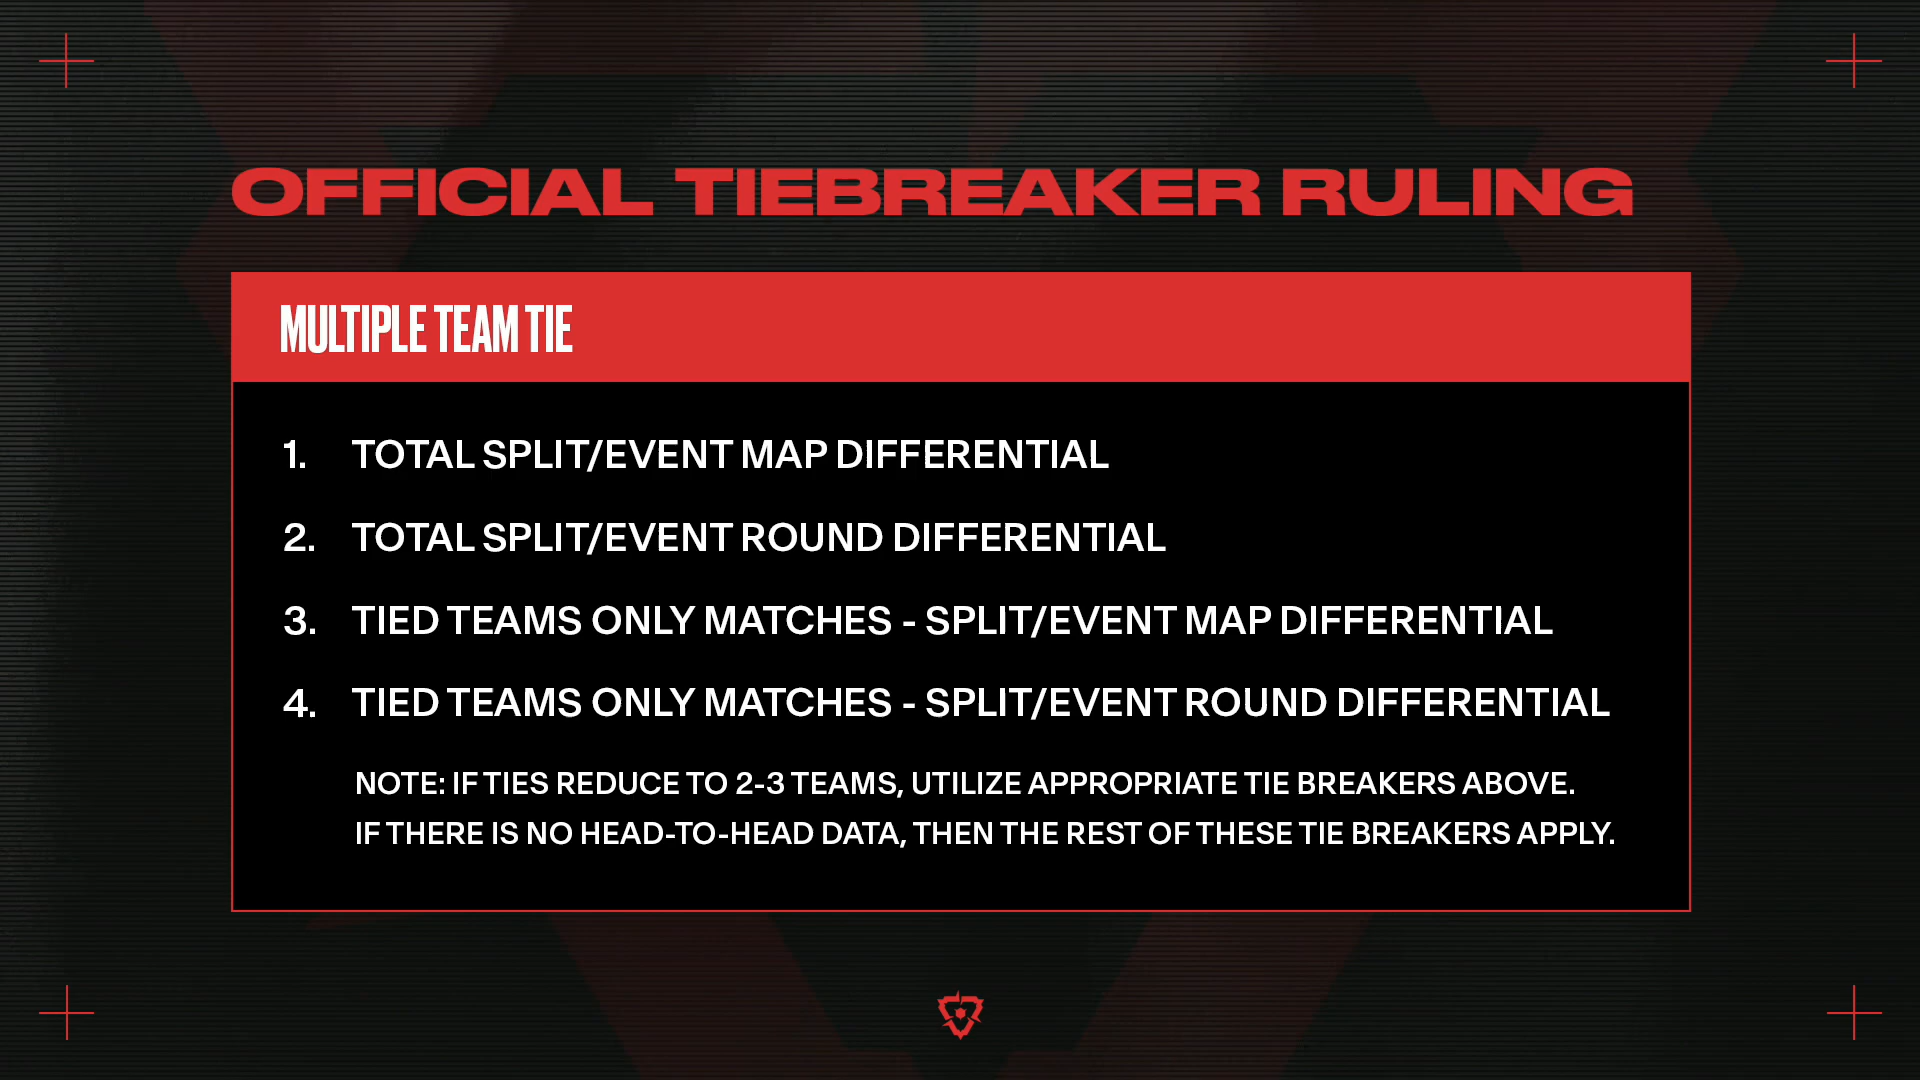 OFFICIAL TIEBREAKER RULING
MULTIPLE TEAM TIE
1. TOTAL SPLIT/EVENT MAP DIFFERENTIAL
2. TOTAL SPLIT/EVENT ROUND DIFFERENTIAL
3. TIED TEAMS ONLY MATCHES - SPLIT/EVENT MAP DIFFERENTIAL
4. TIED TEAMS ONLY MATCHES - SPLIT/EVENT ROUND DIFFERENTIAL
NOTE: IF TIES REDUCE TO 2-3 TEAMS, UTILIZE APPROPRIATE TIE BREAKERS ABOVE.
IF THERE IS NO HEAD-TO-HEAD DATA, THEN THE REST OF THESE TIE BREAKERS APPLY.